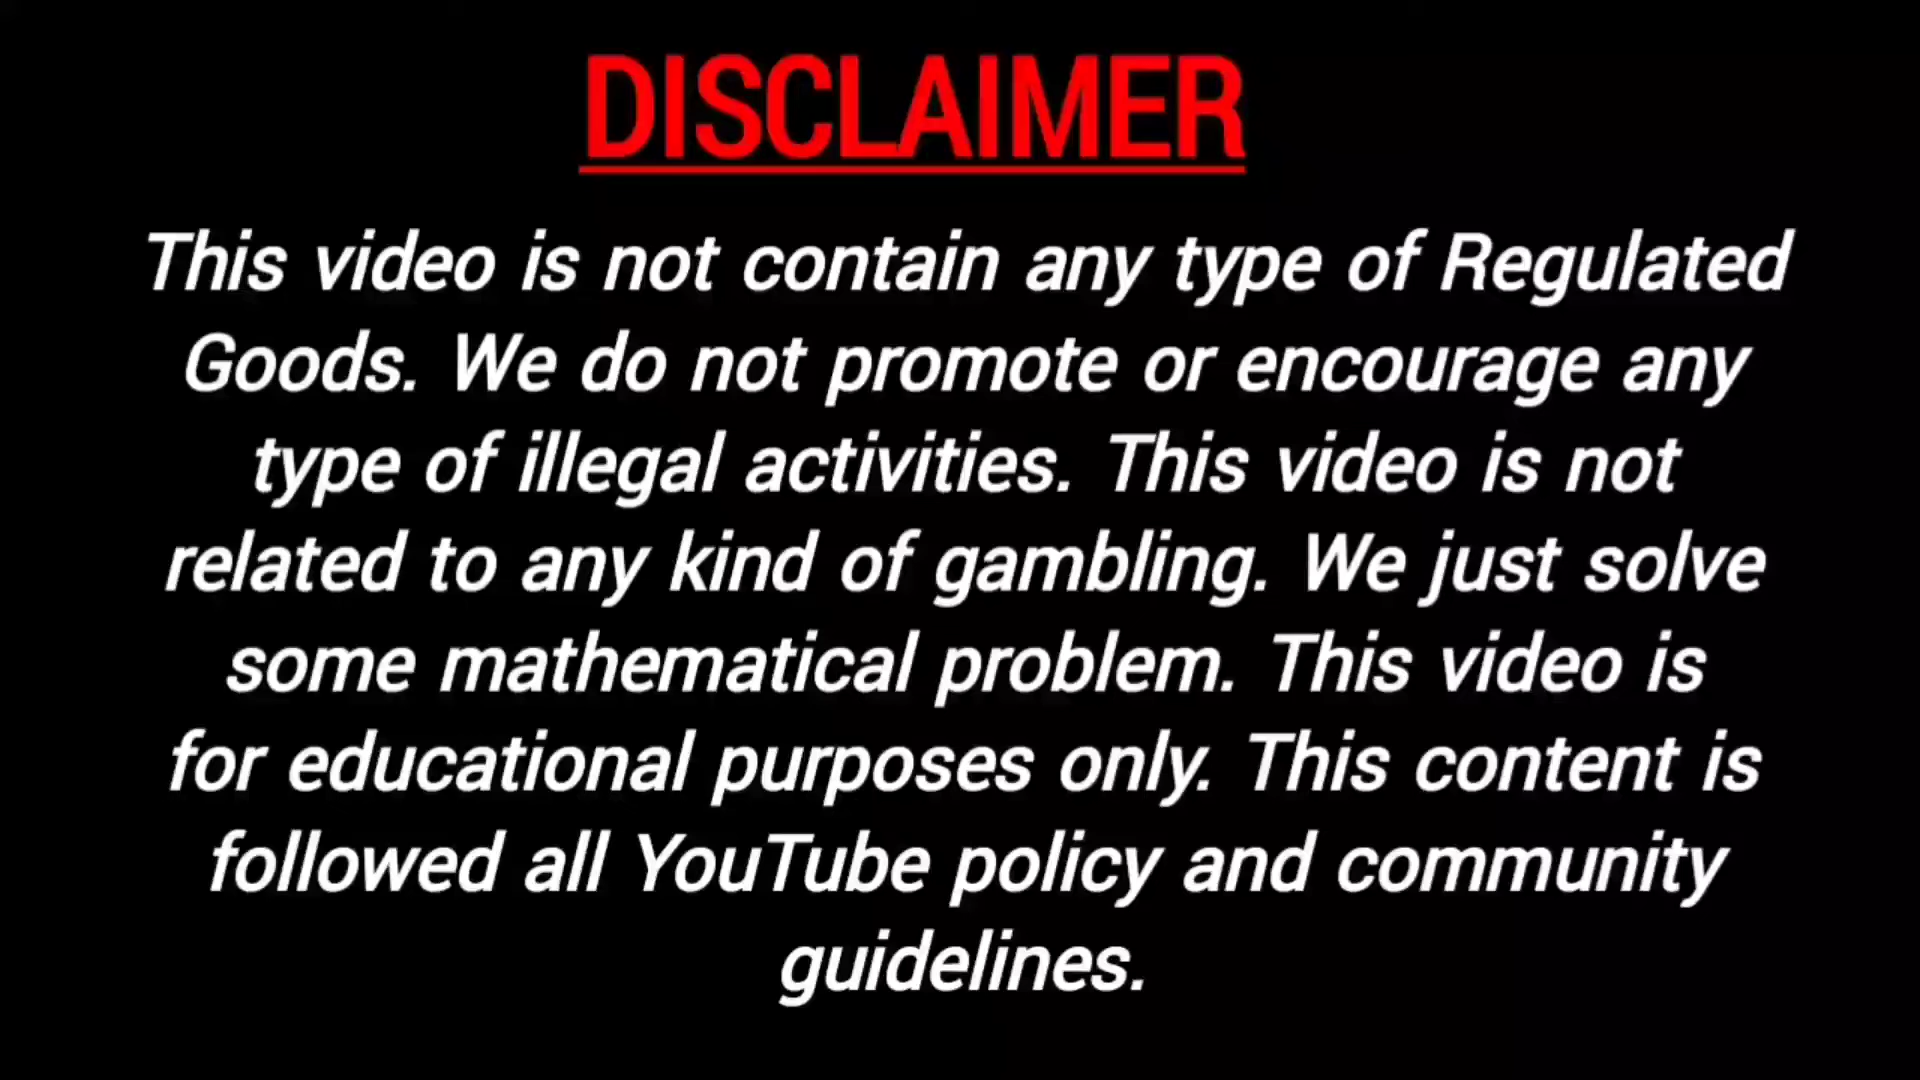 DISCLAIMER
This video is not contain any type of Regulated
Goods. We do not promote or encourage any
type of illegal activities. This video is not
related to any kind of gambling. We just solve
some mathematical problem. This video is
for educational purposes only. This content is
followed all YouTube policy and community
guidelines.